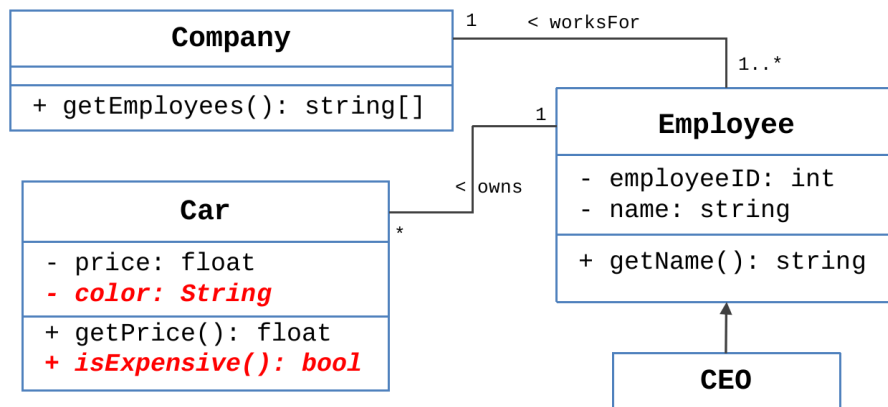 Company
+ getEmployees(): string[]
1
< worksFor
1..*
Employee
- employeeID: int
- name: string
+ getName(): string
1
< owns
*
Car
- price: float
- color: String
+ getPrice(): float
+ isExpensive(): bool
CEO